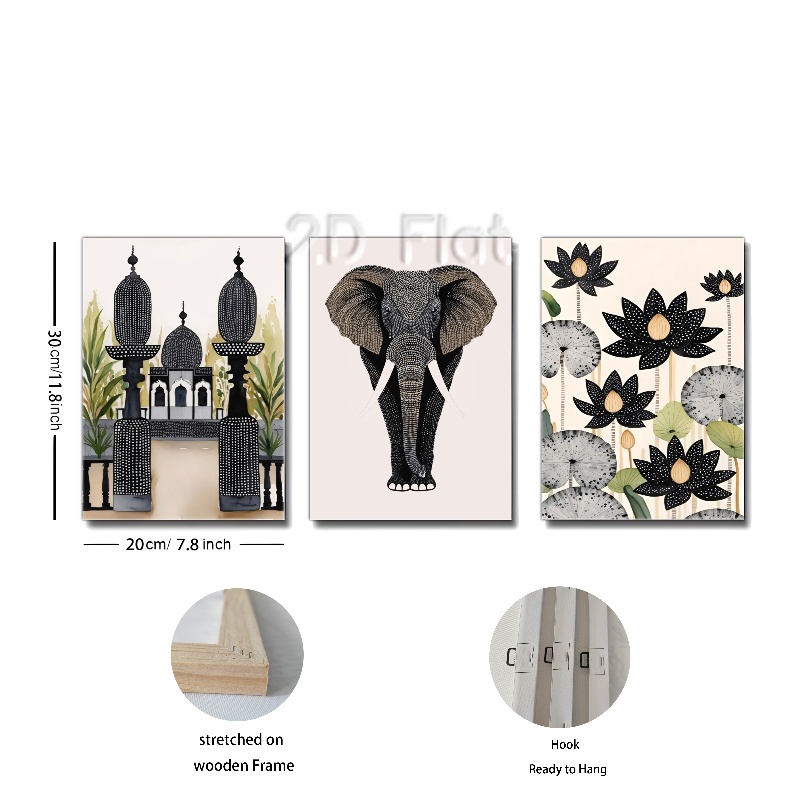 2D Flat
30cm/11.8inch
20cm/ 7.8 inch
stretched on
wooden Frame
Hook
Ready to Hang